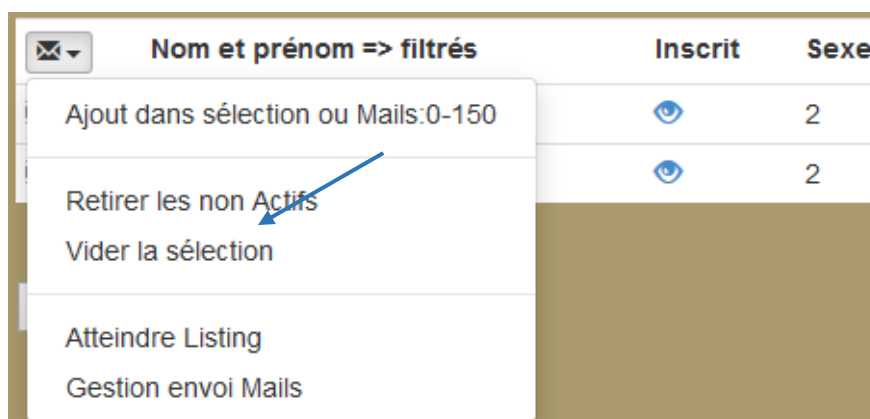 Nom et prénom => filtrés Inscrit Sexe
Ajout dans sélection ou Mails:0-150
2
Retirer les non Actifs
2
Vider la sélection
Atteindre Listing
Gestion envoi Mails